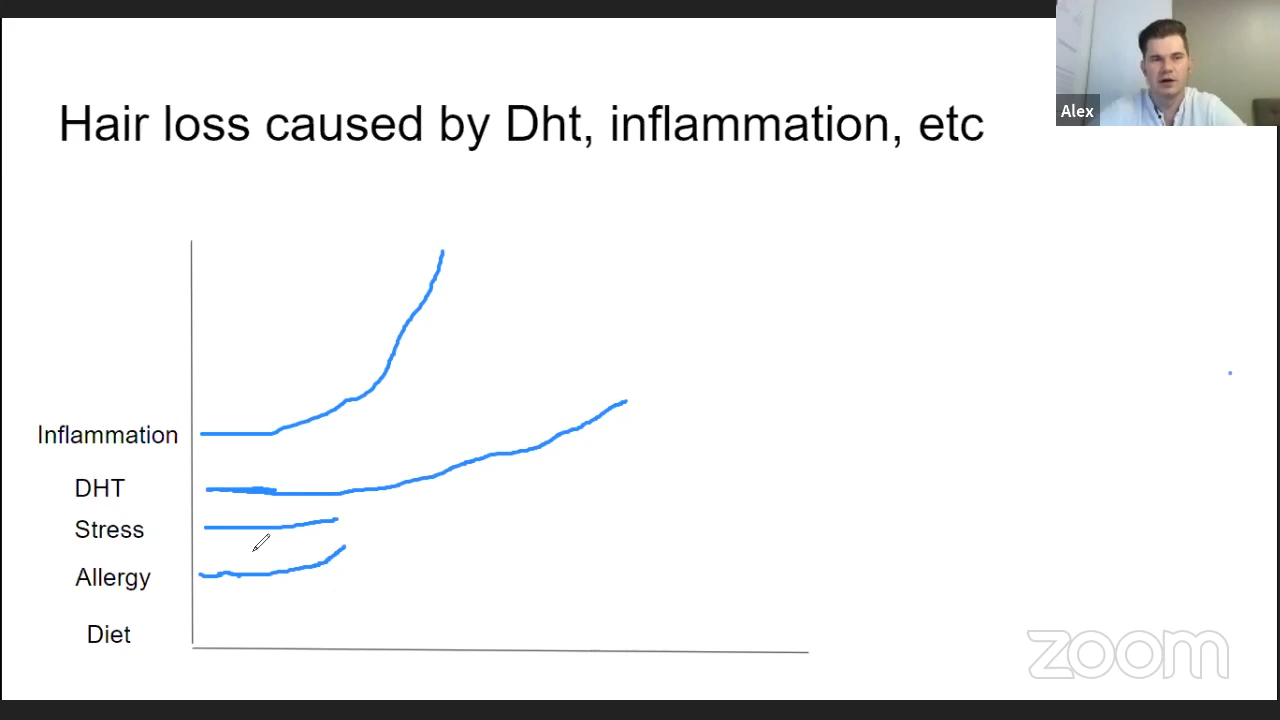 Alex
Hair loss caused by Dht, inflammation, etc
Inflammation
DHT
Stress
Allergy
Diet
zoom